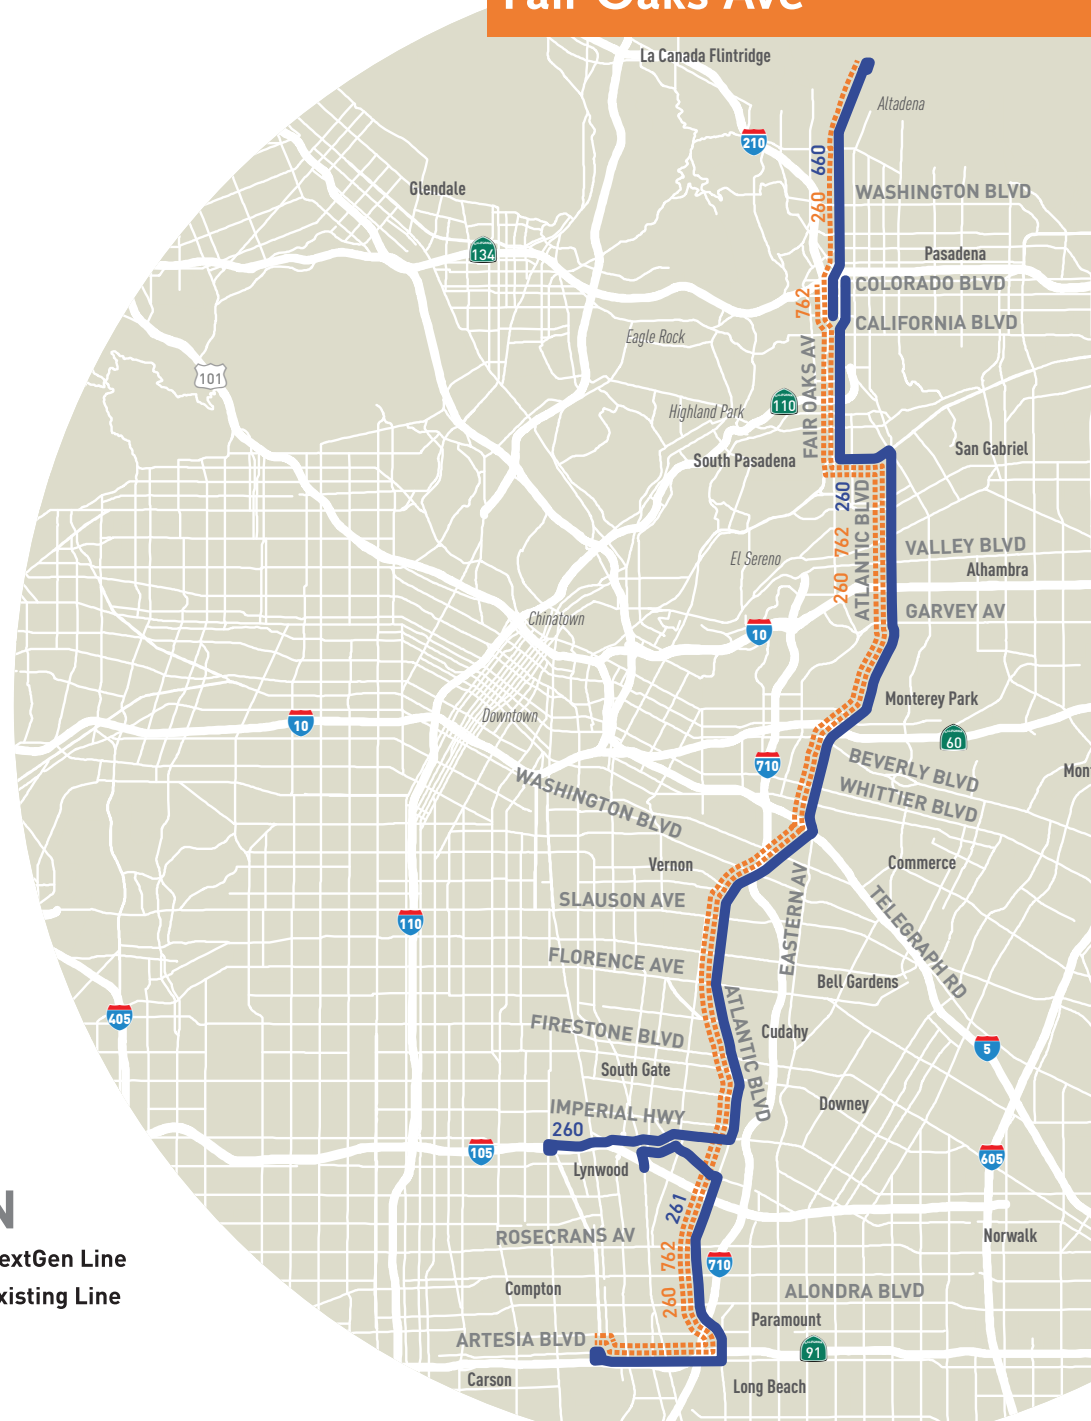 Fair Oaks Ave
La Canada Flintridge
Altadena
210
660
Glendale
WASHINGTON BLVD
260
134
Pasadena
COLORADO BLVD
762
CALIFORNIA BLVD
Eagle Rock
101
FAIR OAKS AV
110
Highland Park
San Gabriel
South Pasadena
260
ATLANTIC BLVD
762
VALLEY BLVD
El Sereno
Alhambra
260
GARVEY AV
Chinatown
10
Monterey Park
Downtown
10
60
710
BEVERLY BLVD
Mon
WHITTIER BLVD
WASHINGTON BLVD
Vernon
Commerce
SLAUSON AVE
EASTERN AV
TELEGRAPH RD
110
FLORENCE AVE
Bell Gardens
405
ATLANTIC BLVD
FIRESTONE BLVD
Cudahy
5
South Gate
Downey
IMPERIAL HWY
260
105
605
Lynwood
261
N
ROSECRANS AV
Norwalk
762
extGen Line
710
Compton
ALONDRA BLVD
xisting Line
260
Paramount
ARTESIA BLVD
91
Carson
Long Beach